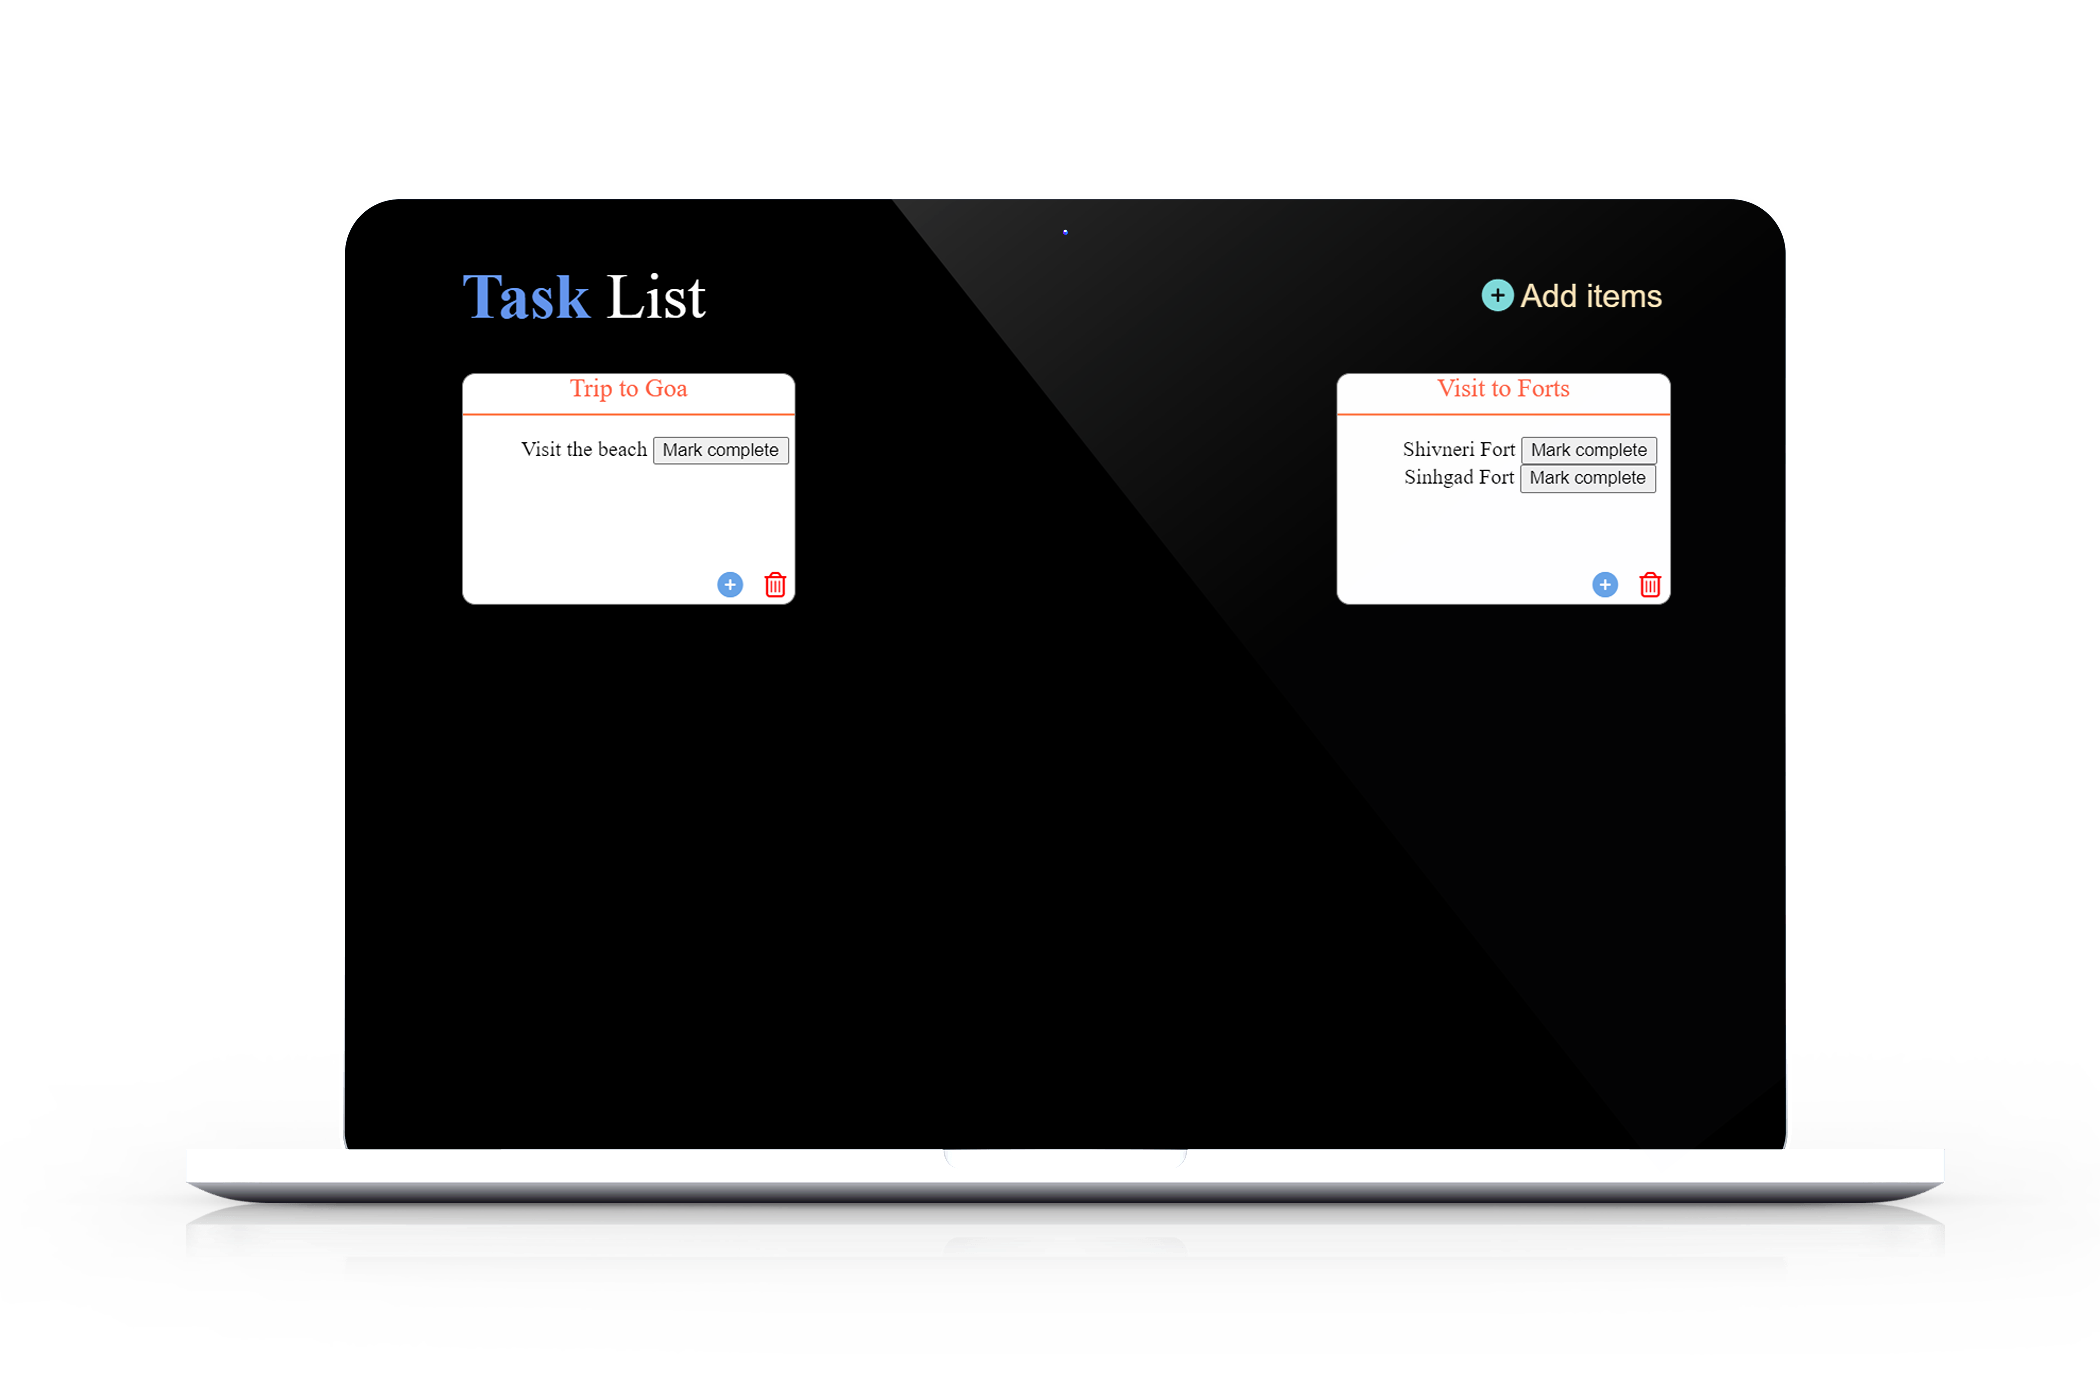 Task List
Add items
Trip to Goa
Visit the beach Mark complete
Visit to Forts
Shivneri Fort Mark complete
Sinhgad Fort Mark complete